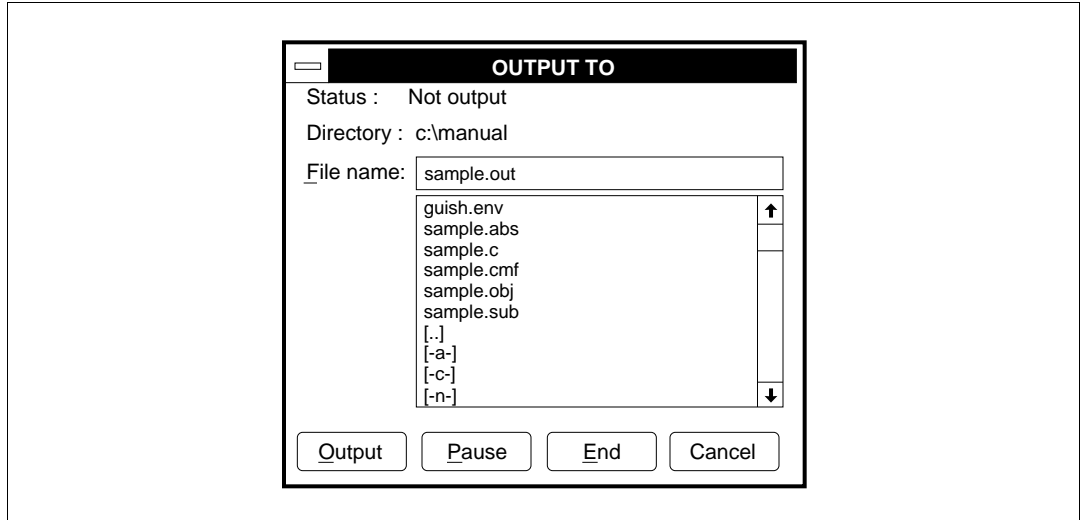 OUTPUT TO
Status : Not output
Directory : c:\manual
File name: sample.out
guish.env
sample.abs
sample.c
sample.cmf
sample.obj
sample.sub
[..]
[-a-]
[-c-]
[-n-]
Output Pause End Cancel